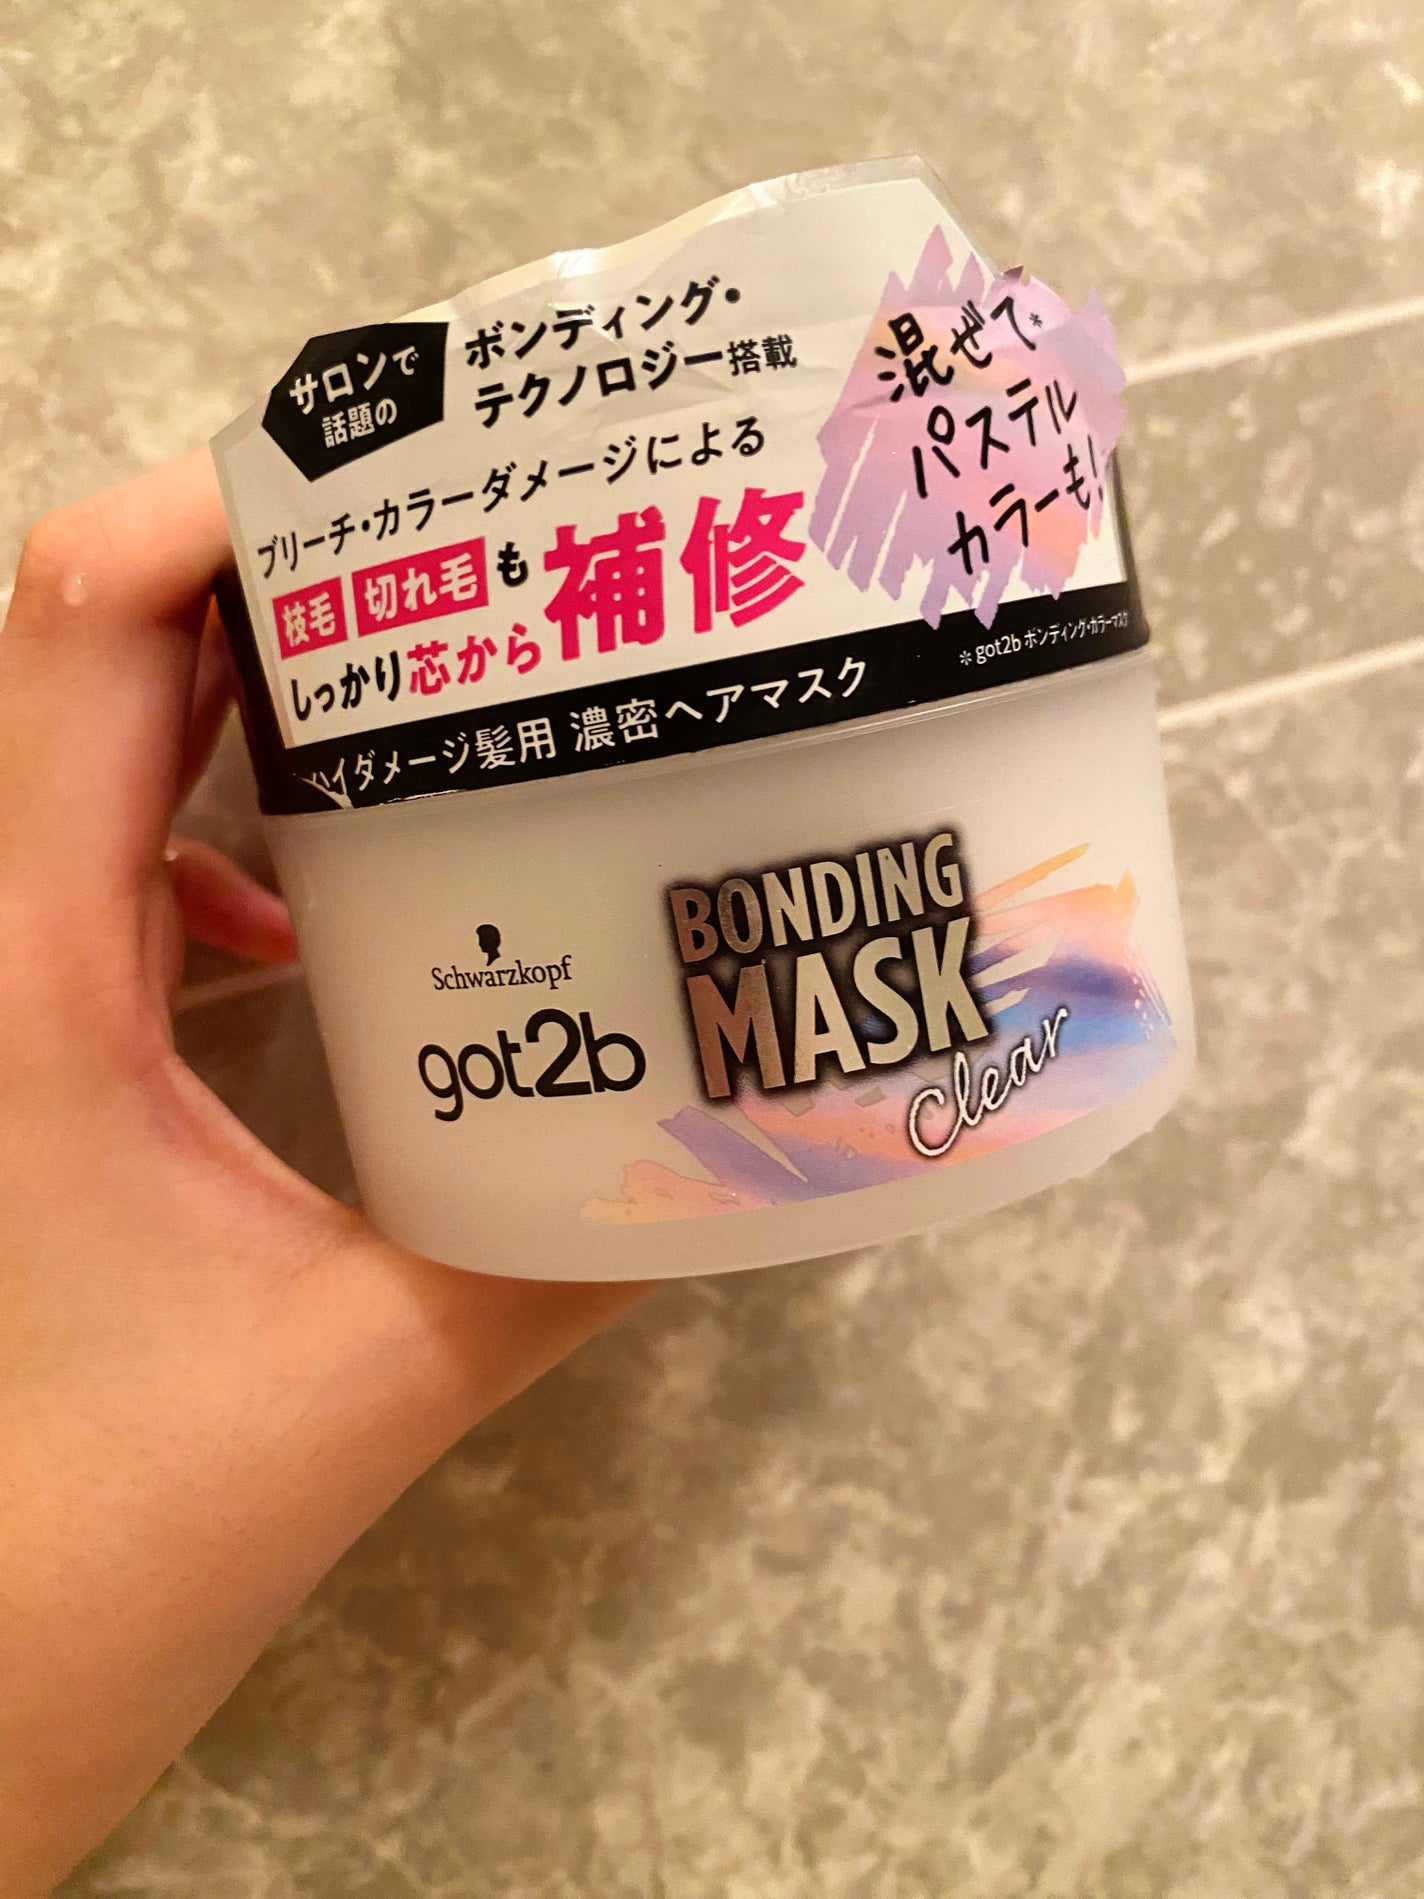 サロンで
話題の
ボンディング・
テクノロジー搭載
ブリーチ・カラーダメージによる
枝毛 切れ毛も
しっかり芯から補修
混ぜて*
パステル
カラーも!
*got2b ボンディング・カラーマスク
ハイダメージ髪用 濃密ヘアマスク
Schwarzkopf
got2b
BONDING
MASK
Clear